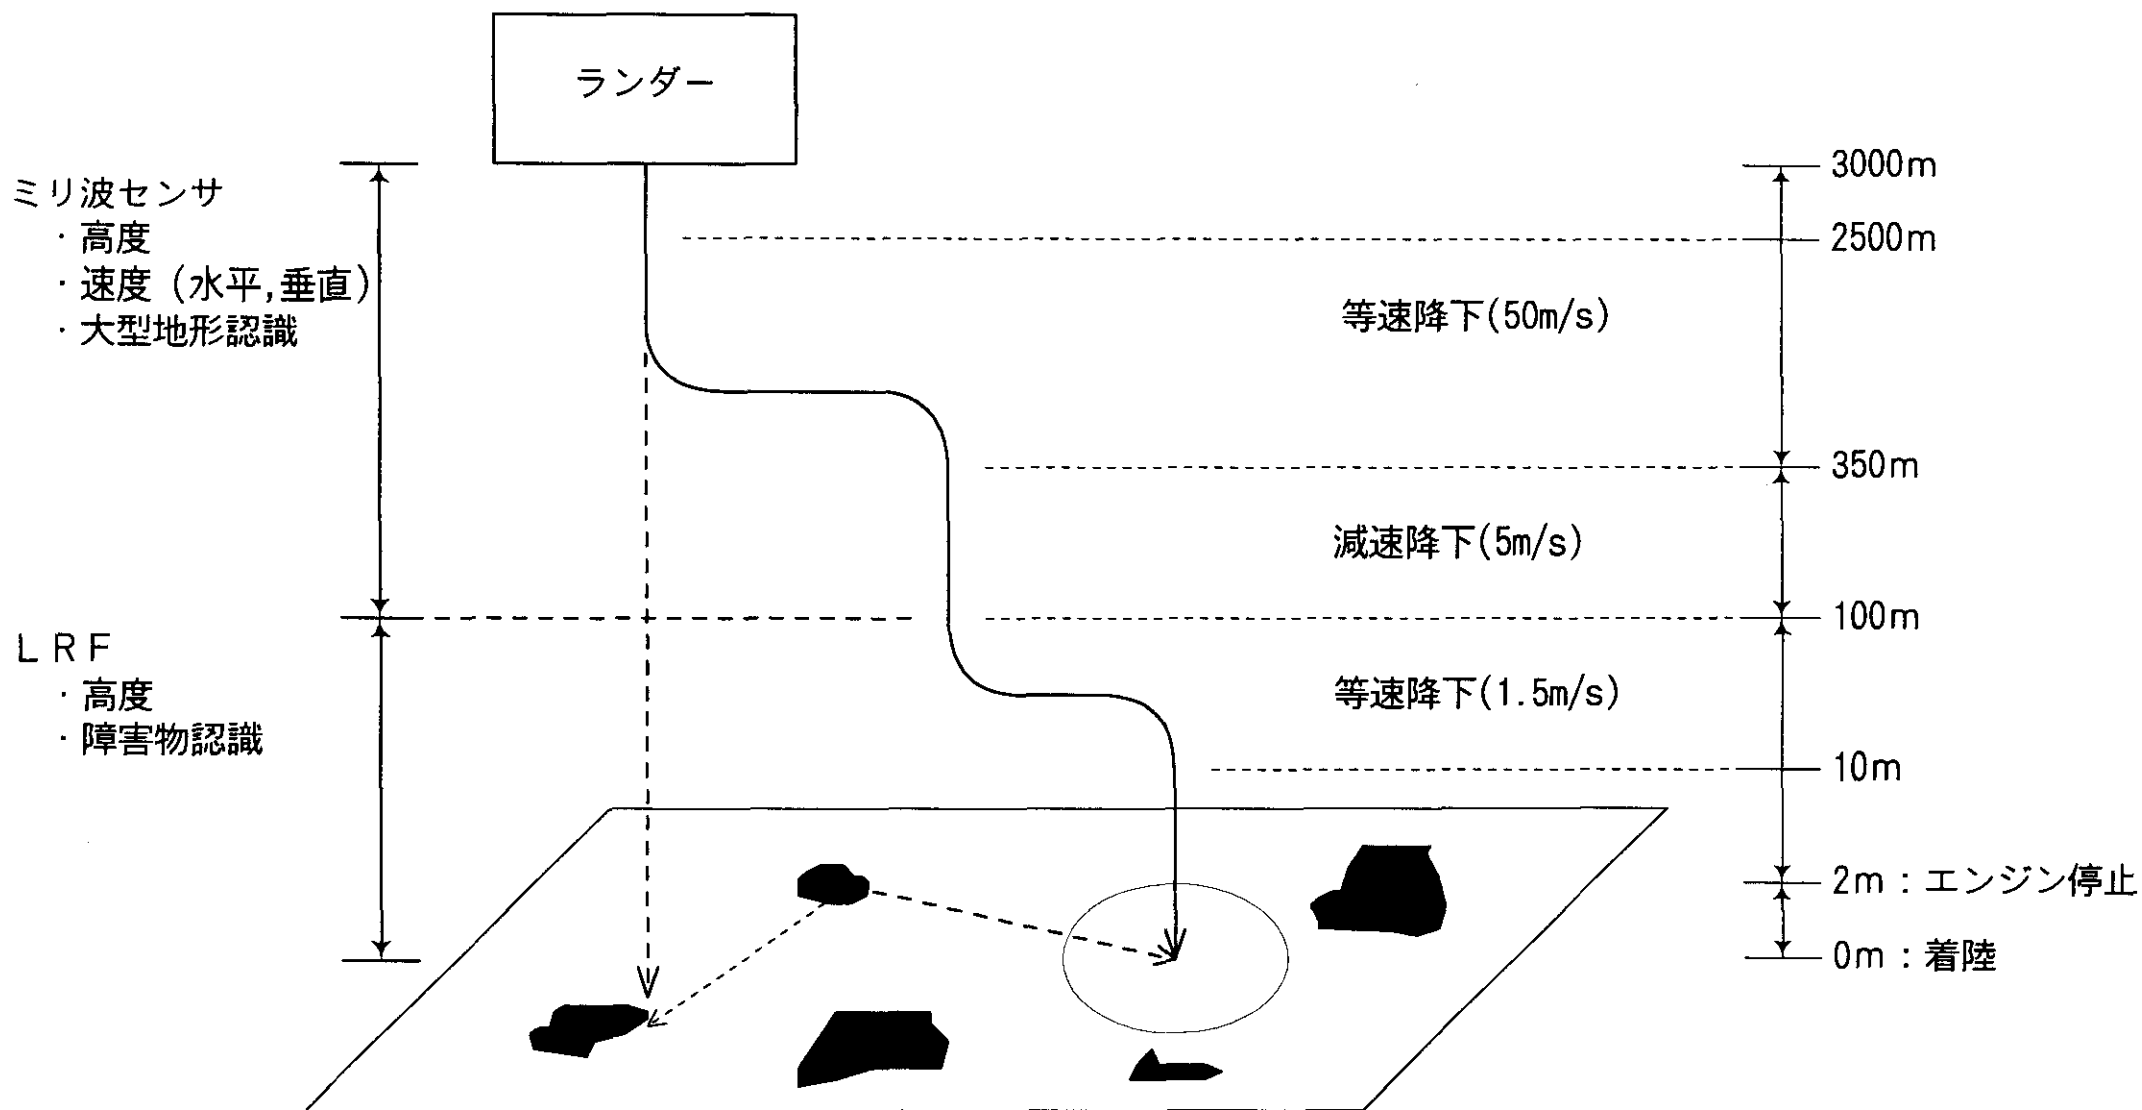 ランダー
ミリ波センサ
・高度
・速度(水平,垂直)
・大型地形認識
LRF
・高度
・障害物認識
3000m
2500m
等速降下(50m/s)
350m
減速降下(5m/s)
100m
等速降下(1.5m/s)
10m
2m:エンジン停止
0m:着陸